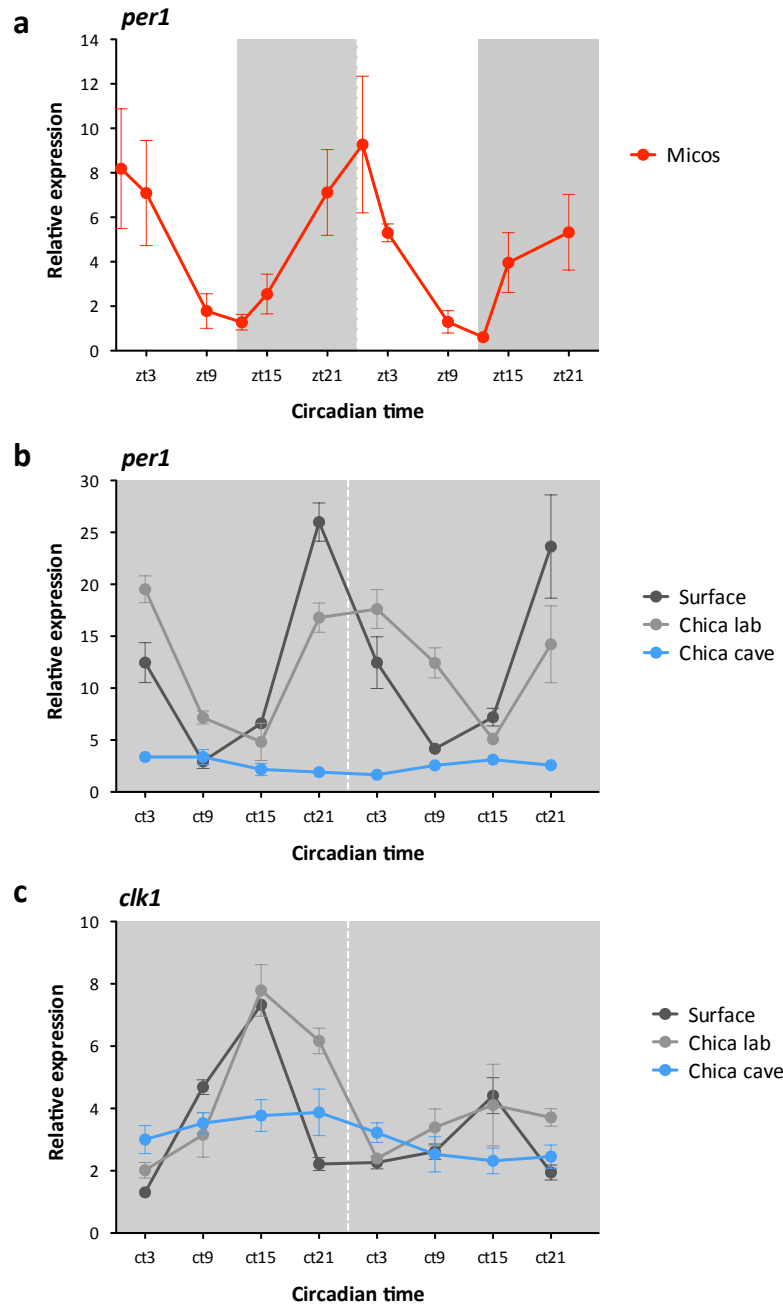 a
per1
14
12
10
8
6
4
2
0
Relative expression
zt3 zt9 zt15 zt21 zt3 zt9 zt15 zt21
Circadian time
Micos
b
per1
30
25
20
15
10
5
0
Relative expression
ct3 ct9 ct15 ct21 ct3 ct9 ct15 ct21
Circadian time
Surface
Chica lab
Chica cave
c
clk1
10
8
6
4
2
0
Relative expression
ct3 ct9 ct15 ct21 ct3 ct9 ct15 ct21
Circadian time
Surface
Chica lab
Chica cave